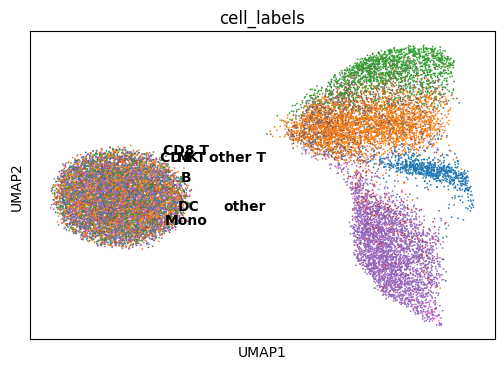 cell_labels
CD8 T
CD4 T NK other T
B
DC other
Mono
UMAP2
UMAP1